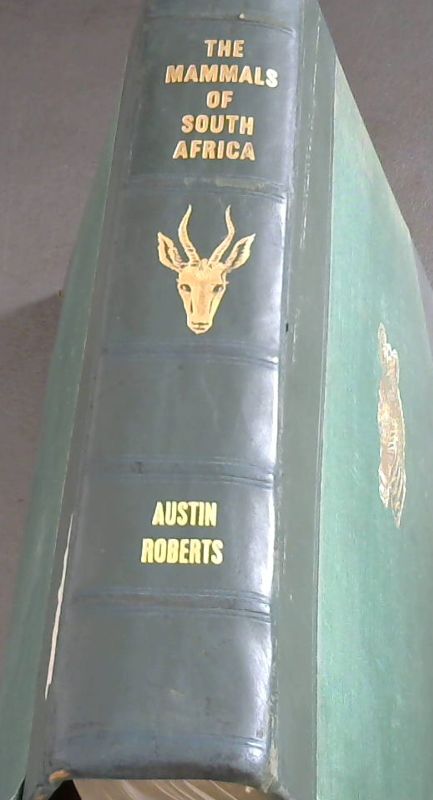 THE
MAMMALS
OF
SOUTH
AFRICA
AUSTIN
ROBERTS